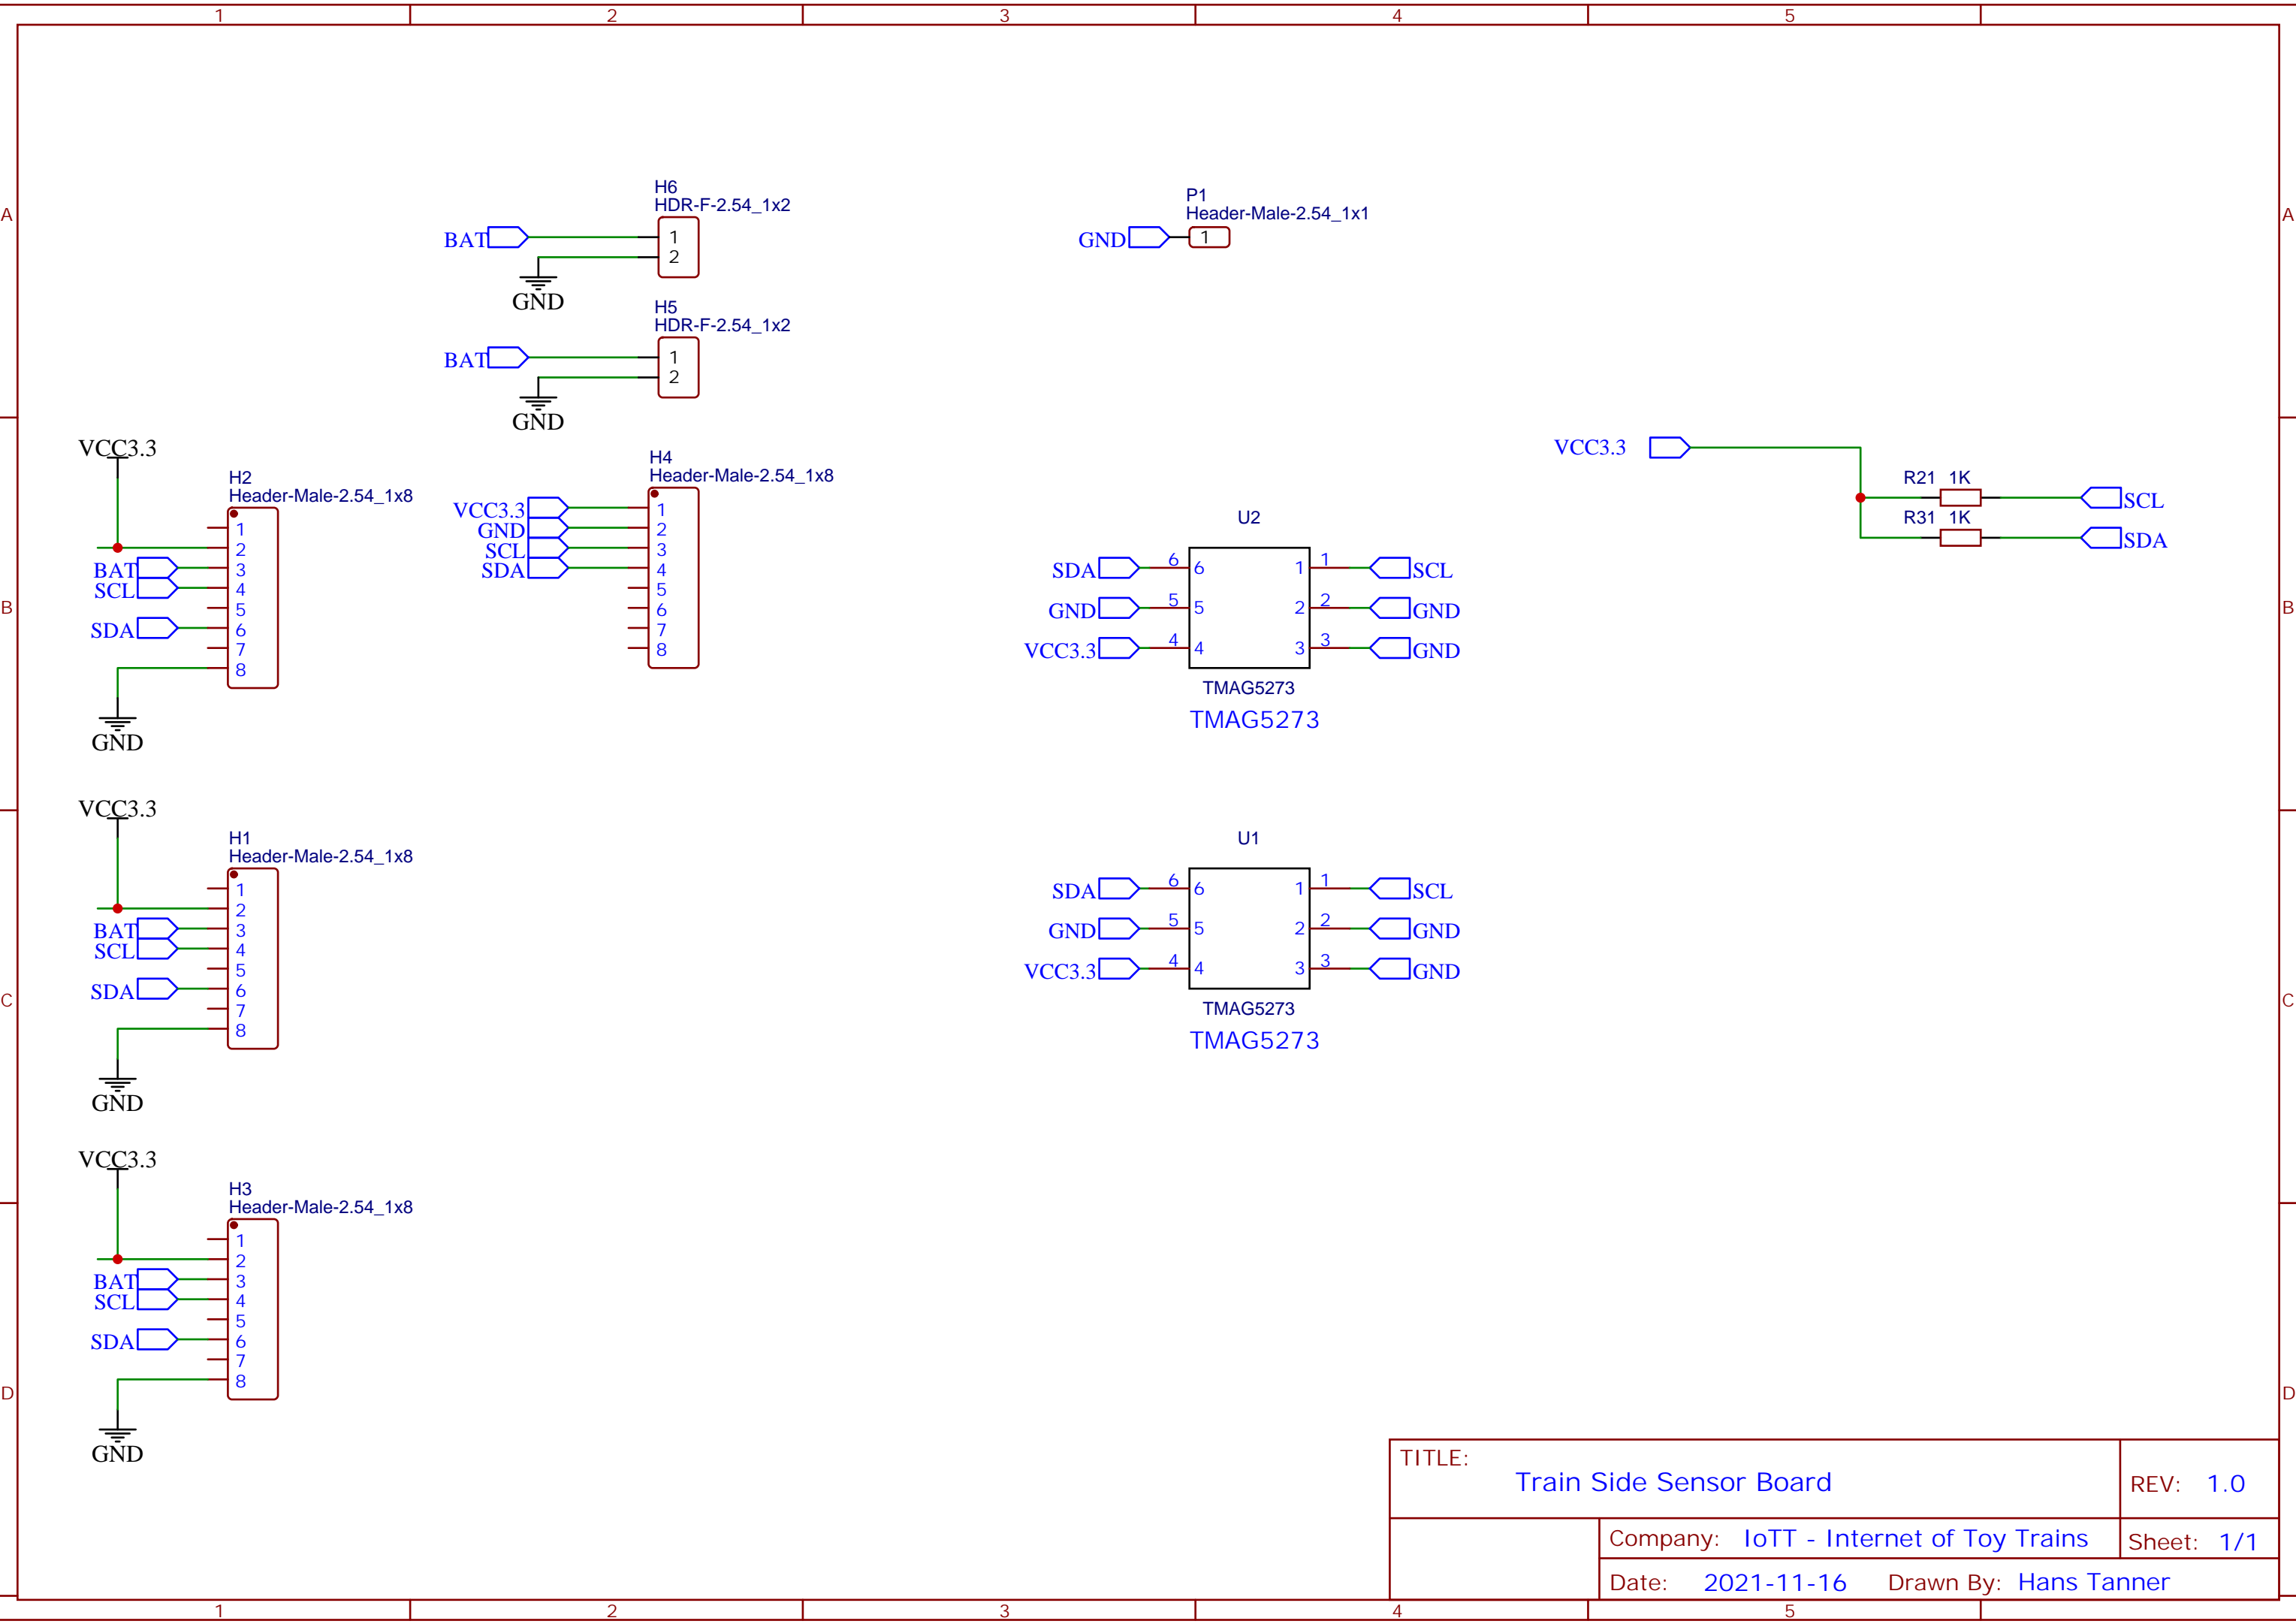 1 2 3 4 5
A A
H6
HDR-F-2.54_1x2
BAT 1
2
GND
P1
Header-Male-2.54_1x1
GND 1
H5
HDR-F-2.54_1x2
BAT 1
2
GND
B B
VCC3.3
H2
Header-Male-2.54_1x8
1
2
BAT 3
SCL 4
5
SDA 6
7
8
GND
H4
Header-Male-2.54_1x8
VCC3.3 1
GND 2
SCL 3
SDA 4
5
6
7
8
U2
SDA 6 6 1 1 SCL
GND 5 5 2 2 GND
VCC3.3 4 4 3 3 GND
TMAG5273
TMAG5273
VCC3.3
R21 1K
SCL
R31 1K
SDA
C C
VCC3.3
H1
Header-Male-2.54_1x8
1
2
BAT 3
SCL 4
5
SDA 6
7
8
GND
U1
SDA 6 6 1 1 SCL
GND 5 5 2 2 GND
VCC3.3 4 4 3 3 GND
TMAG5273
TMAG5273
D D
VCC3.3
H3
Header-Male-2.54_1x8
1
2
BAT 3
SCL 4
5
SDA 6
7
8
GND
TITLE:
Train Side Sensor Board
REV: 1.0
Company: IoTT - Internet of Toy Trains
Sheet: 1/1
Date: 2021-11-16 Drawn By: Hans Tanner
1 2 3 4 5